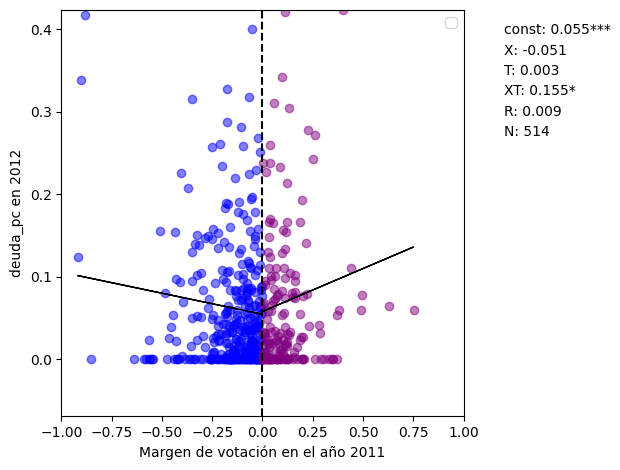 const: 0.055***
X: -0.051
T: 0.003
XT: 0.155*
R: 0.009
N: 514
0.4
0.3
0.2
0.1
0.0
deuda_pc en 2012
−1.00 −0.75 −0.50 −0.25 0.00 0.25 0.50 0.75 1.00
Margen de votación en el año 2011